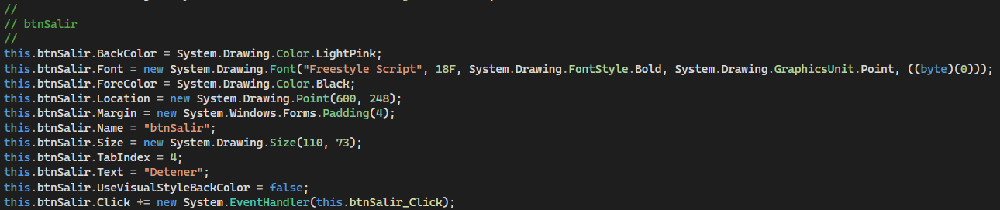 //
// btnSalir
//
this.btnSalir.BackColor = System.Drawing.Color.LightPink;
this.btnSalir.Font = new System.Drawing.Font("Freestyle Script", 18F, System.Drawing.FontStyle.Bold, System.Drawing.GraphicsUnit.Point, ((byte)(0)));
this.btnSalir.ForeColor = System.Drawing.Color.Black;
this.btnSalir.Location = new System.Drawing.Point(600, 248);
this.btnSalir.Margin = new System.Windows.Forms.Padding(4);
this.btnSalir.Name = "btnSalir";
this.btnSalir.Size = new System.Drawing.Size(110, 73);
this.btnSalir.TabIndex = 4;
this.btnSalir.Text = "Detener";
this.btnSalir.UseVisualStyleBackColor = false;
this.btnSalir.Click += new System.EventHandler(this.btnSalir_Click);